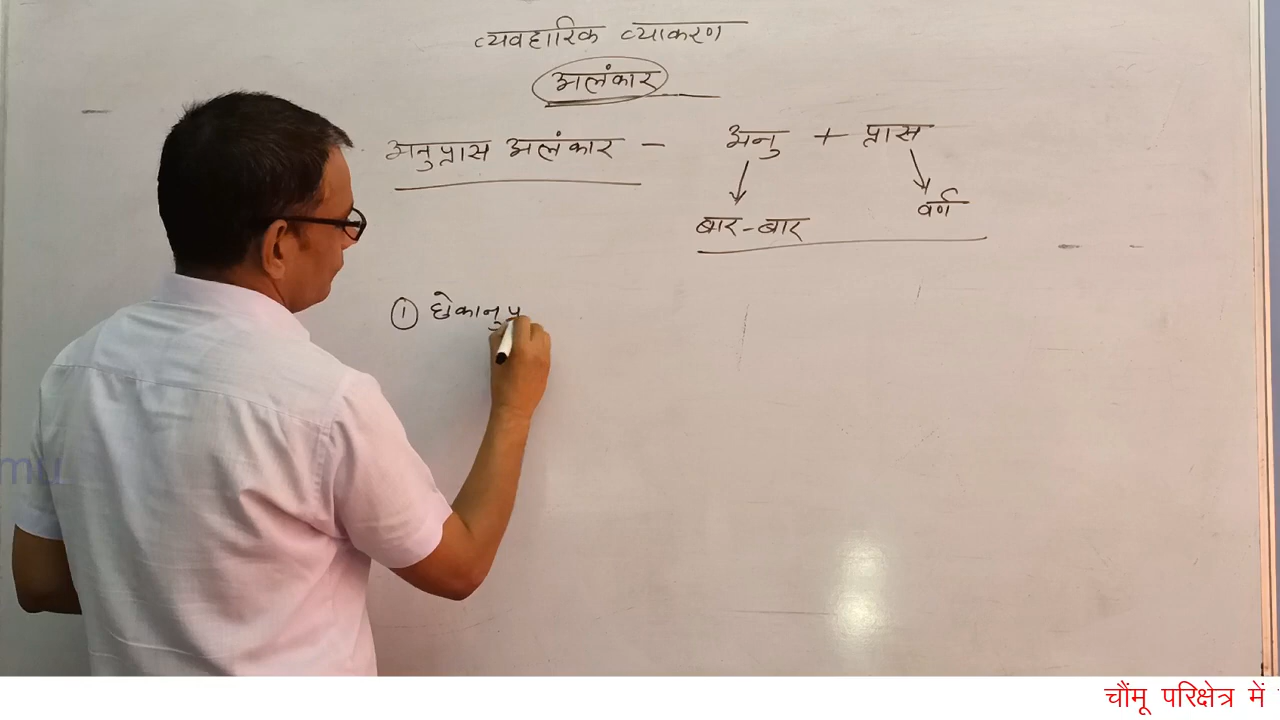 व्यवहारिक व्याकरण
अलंकार
अनुप्रास अलंकार – अनु + प्रास
बार-बार वर्ण
① छेकानुप्र
चौंमू परिक्षेत्र में